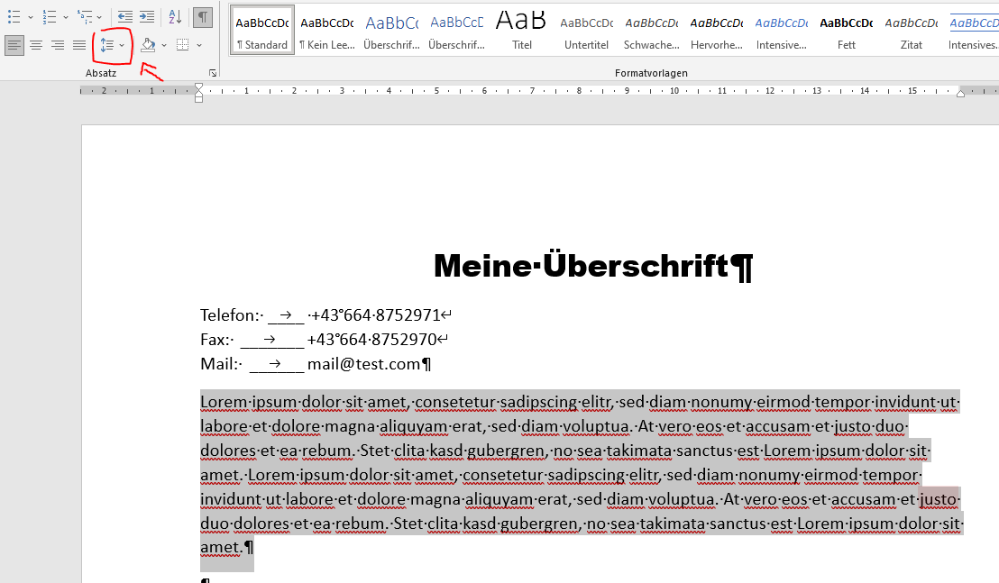 AaBbCcDc AaBbCcDc AaBbCc AaBbCcD AaB AaBbCcDc AaBbCcDc AaBbCcDc AaBbCcDc AaBbCcDc AaBbCcDc AaBbCcDc
¶ Standard ¶ Kein Lee... Überschrif... Überschrif... Titel Untertitel Schwache... Hervorhe... Intensive... Fett Zitat Intensives...
Absatz Formatvorlagen
2 1 1 2 3 4 5 6 7 8 9 10 11 12 13 14 15
Meine·Überschrift¶
Telefon:· ____→ ·+43°664·8752971↵
Fax:· ____→ +43°664·8752970↵
Mail:· ____→ mail@test.com¶
Lorem·ipsum·dolor·sit·amet,·consetetur·sadipscing·elitr,·sed·diam·nonumy·eirmod·tempor·invidunt·ut·
labore·et·dolore·magna·aliquyam·erat,·sed·diam·voluptua.·At·vero·eos·et·accusam·et·justo·duo·
dolores·et·ea·rebum.·Stet·clita·kasd·gubergren,·no·sea·takimata·sanctus·est·Lorem·ipsum·dolor·sit·
amet.·Lorem·ipsum·dolor·sit·amet,·consetetur·sadipscing·elitr,·sed·diam·nonumy·eirmod·tempor·
invidunt·ut·labore·et·dolore·magna·aliquyam·erat,·sed·diam·voluptua.·At·vero·eos·et·accusam·et·justo·
duo·dolores·et·ea·rebum.·Stet·clita·kasd·gubergren,·no·sea·takimata·sanctus·est·Lorem·ipsum·dolor·sit·
amet.¶
¶